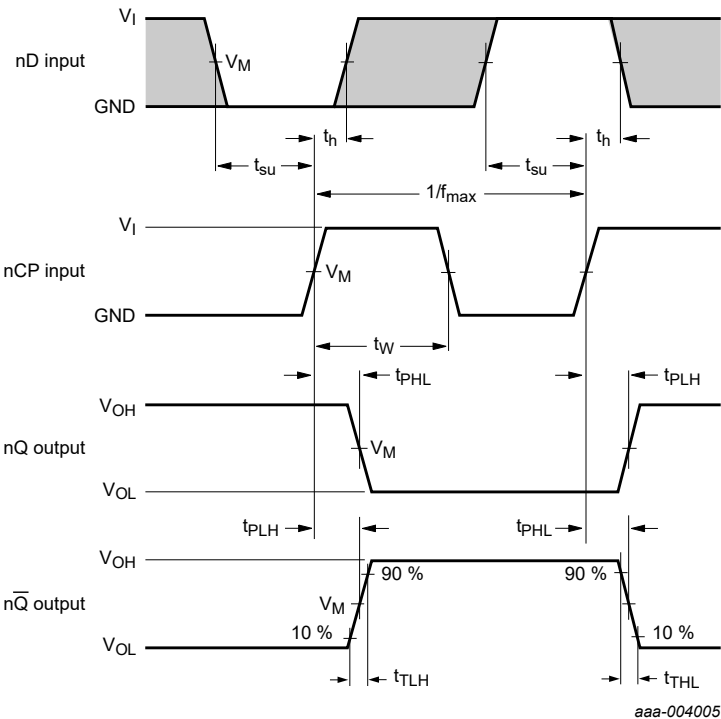 V_I
nD input
V_M
GND
t_h
t_h
t_su
t_su
1/f_max
V_I
nCP input
V_M
GND
t_W
t_PHL
t_PLH
V_OH
nQ output
V_M
V_OL
t_PLH
t_PHL
V_OH
90 %
90 %
nQ̅ output
V_M
10 %
10 %
V_OL
t_TLH
t_THL
aaa-004005